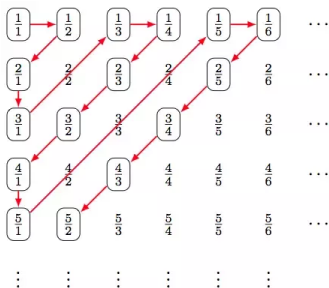 1/1 1/2 1/3 1/4 1/5 1/6 ⋯
2/1 2/2 2/3 2/4 2/5 2/6 ⋯
3/1 3/2 3/3 3/4 3/5 3/6 ⋯
4/1 4/2 4/3 4/4 4/5 4/6 ⋯
5/1 5/2 5/3 5/4 5/5 5/6 ⋯
⋮ ⋮ ⋮ ⋮ ⋮ ⋮